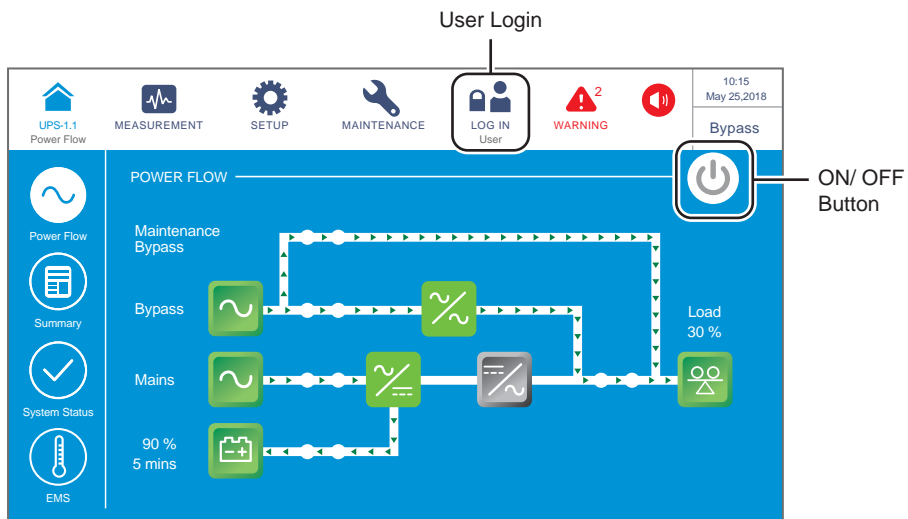 User Login
UPS-1.1
Power Flow
MEASUREMENT
SETUP
MAINTENANCE
LOG IN
User
2
WARNING
10:15
May 25,2018
Bypass
ON/ OFF
Button
POWER FLOW
Power Flow
Summary
System Status
EMS
Maintenance
Bypass
Bypass
Load
30 %
Mains
90 %
5 mins